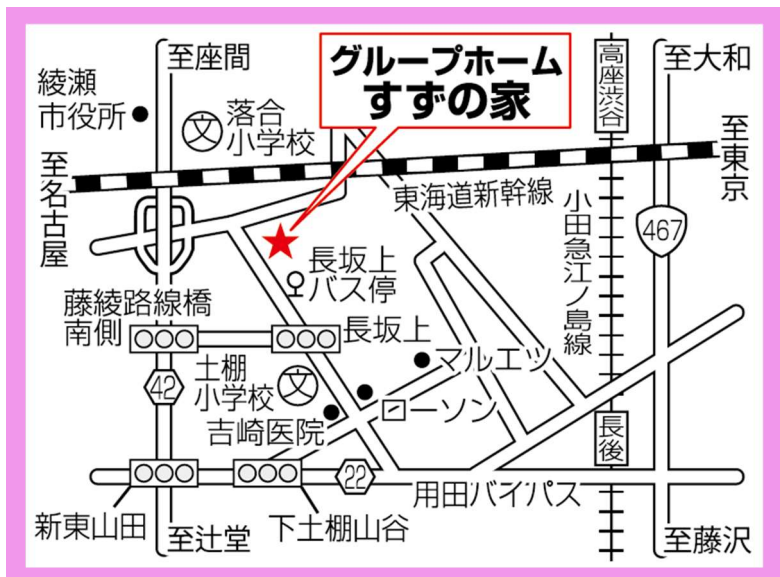 至座間
綾瀬
市役所
落合
小学校
グループホーム
すずの家
高座渋谷
至大和
至名古屋
至東京
東海道新幹線
小田急江ノ島線
467
長坂上
バス停
藤綾路線橋
南側
長坂上
42
土棚
小学校
マルエツ
ローソン
吉崎医院
長後
22
用田バイパス
新東山田
至辻堂
下土棚山谷
至藤沢